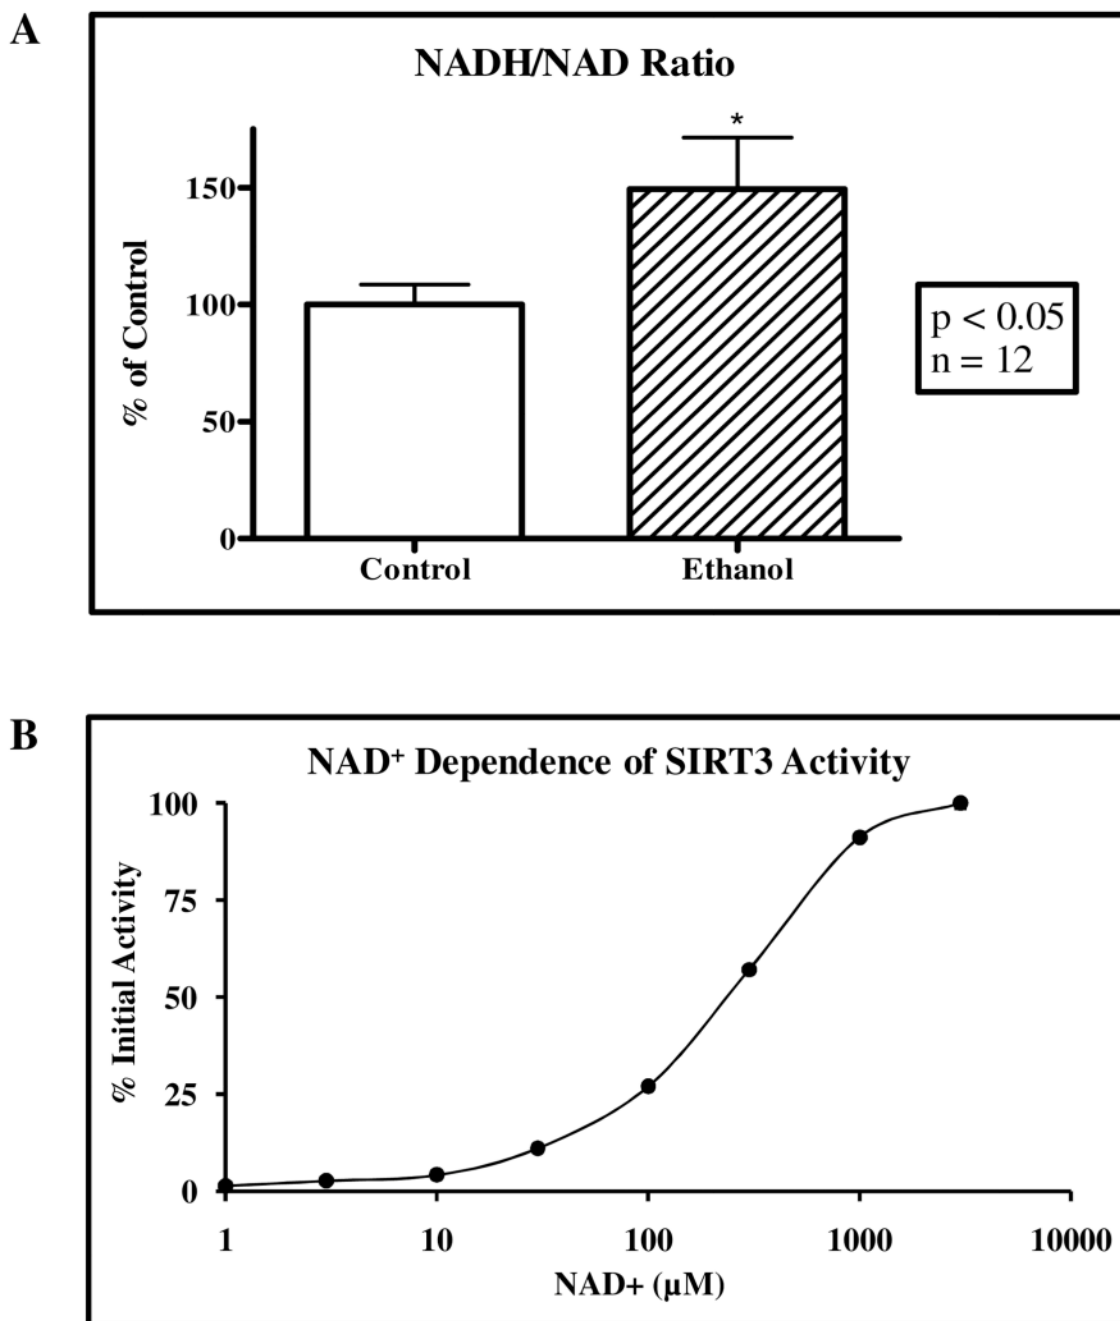 A
NADH/NAD Ratio
*
150
100
50
0
% of Control
Control
Ethanol
p < 0.05
n = 12
B
NAD⁺ Dependence of SIRT3 Activity
100
75
50
25
0
% Initial Activity
1
10
100
1000
10000
NAD+ (µM)